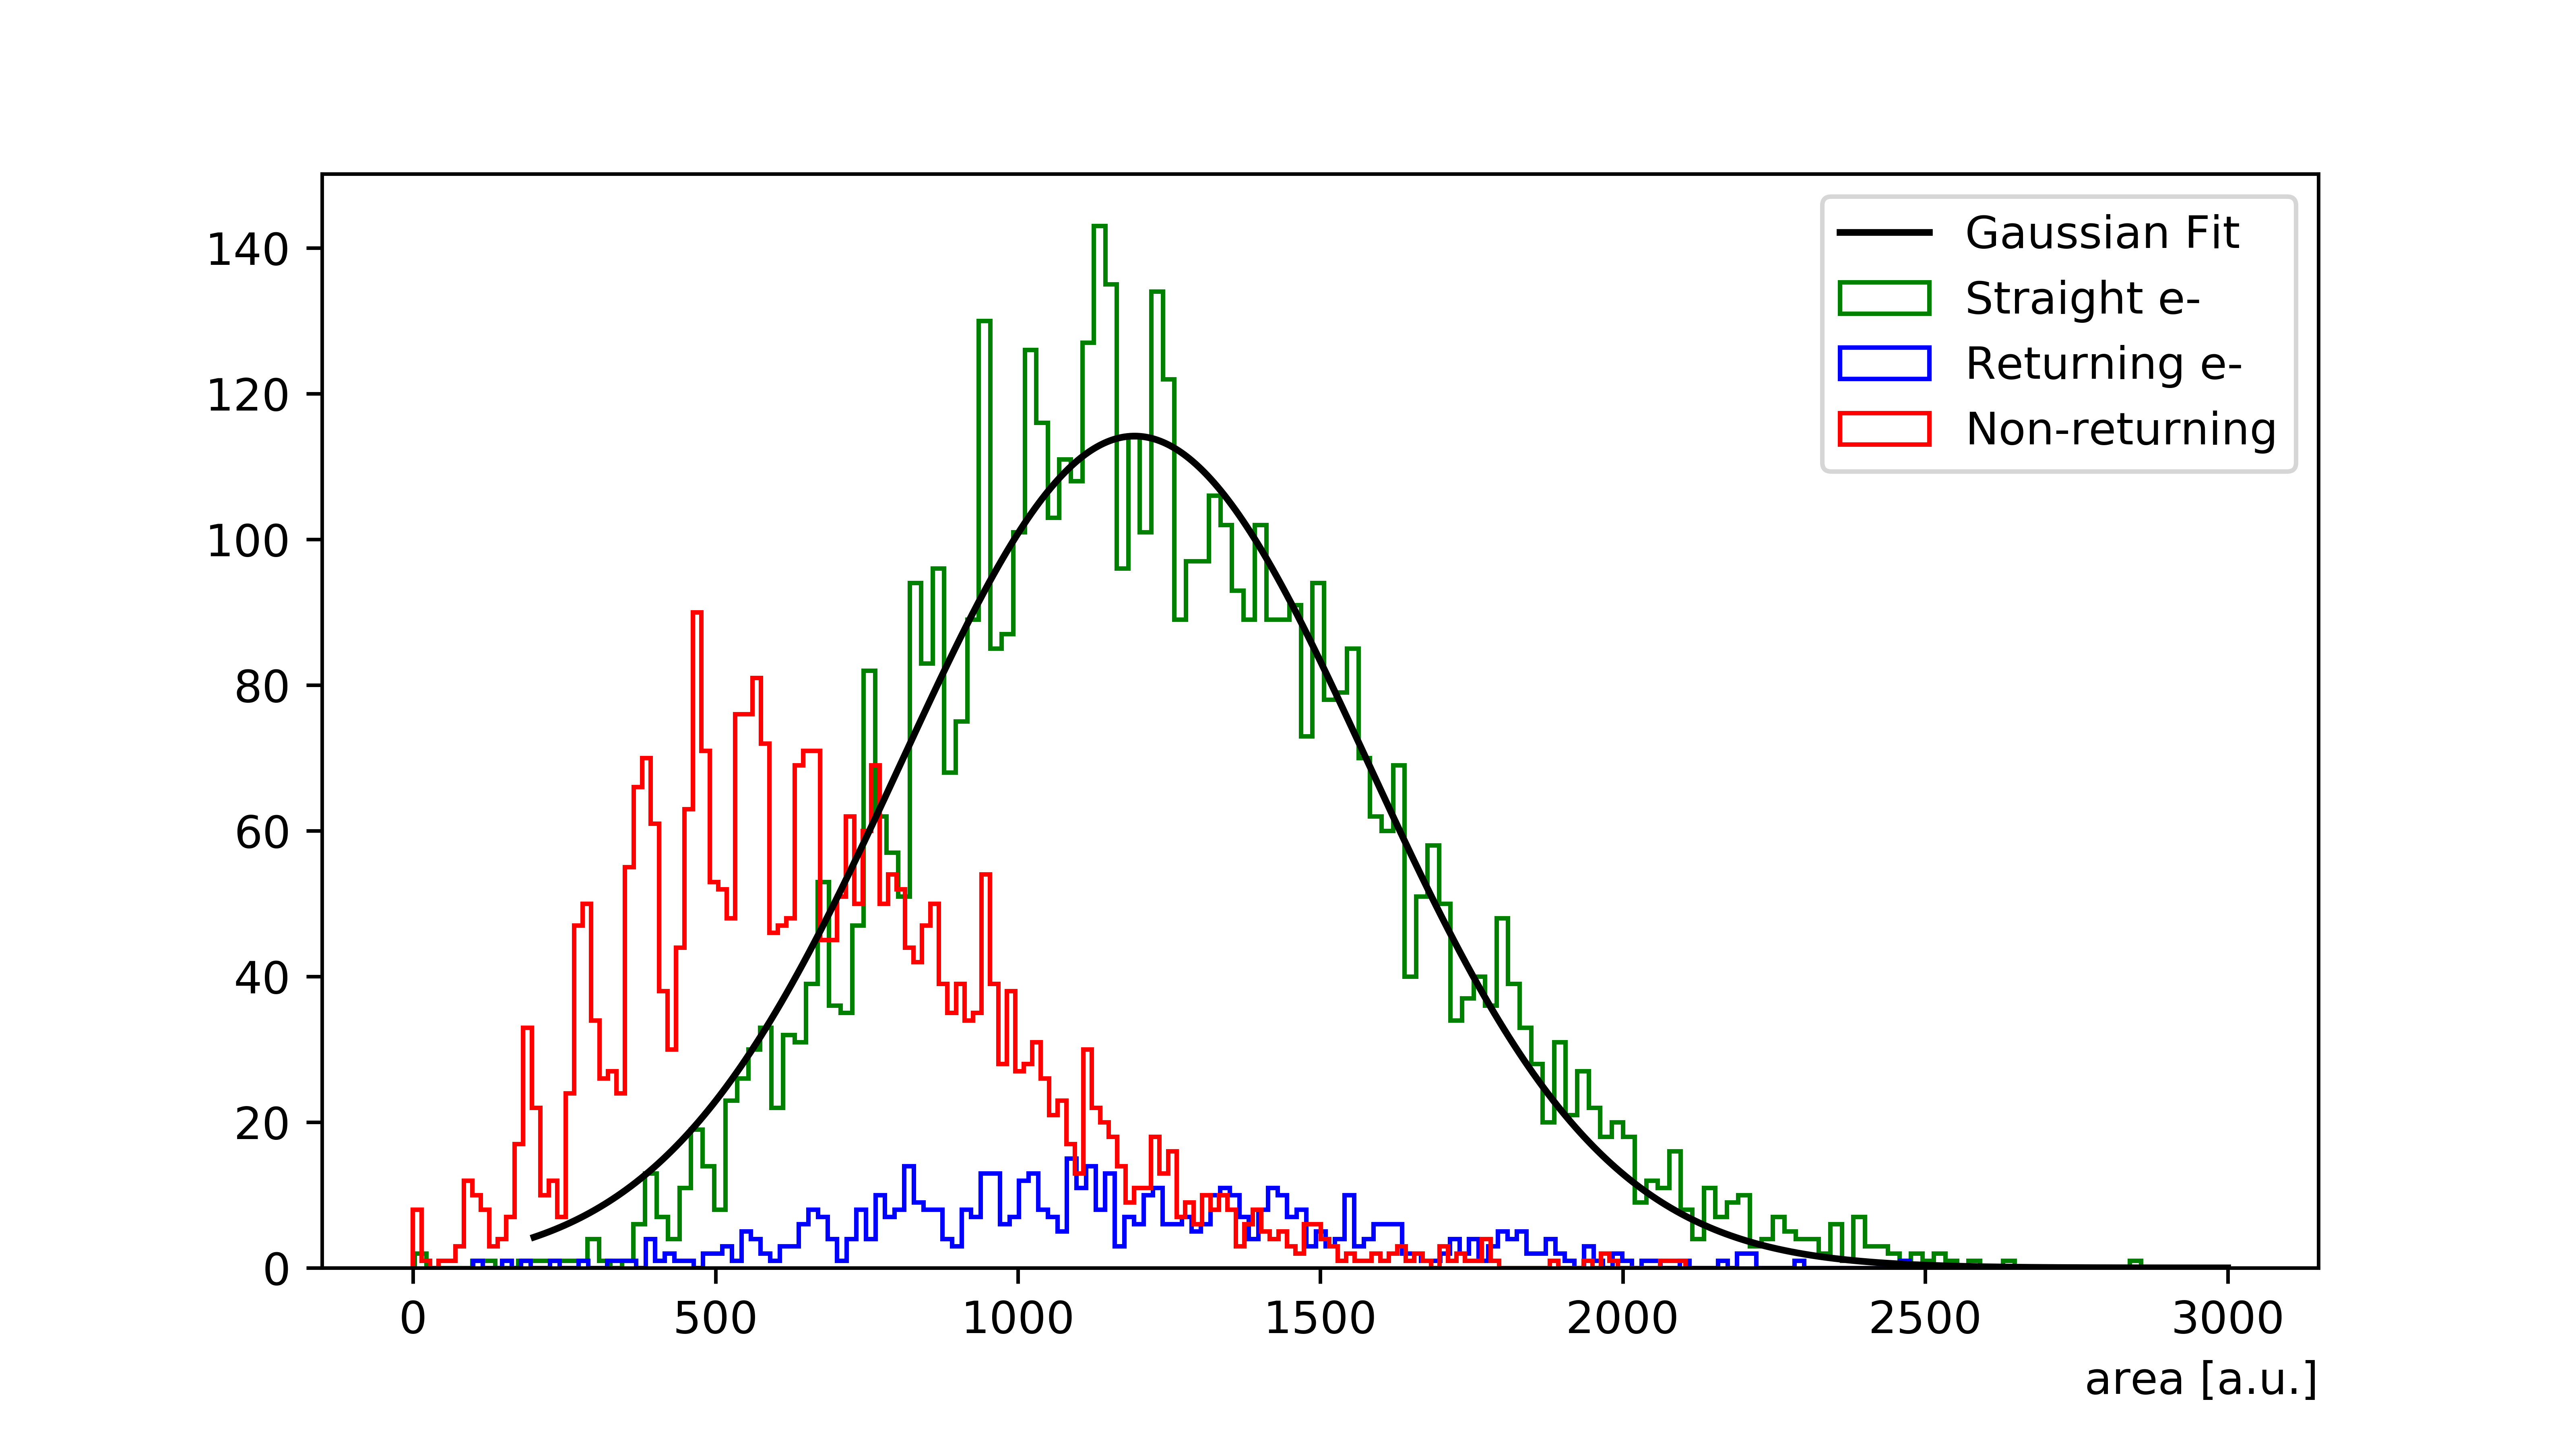 Gaussian Fit
Straight e-
Returning e-
Non-returning
140
120
100
80
60
40
20
0
0 500 1000 1500 2000 2500 3000
area [a.u.]